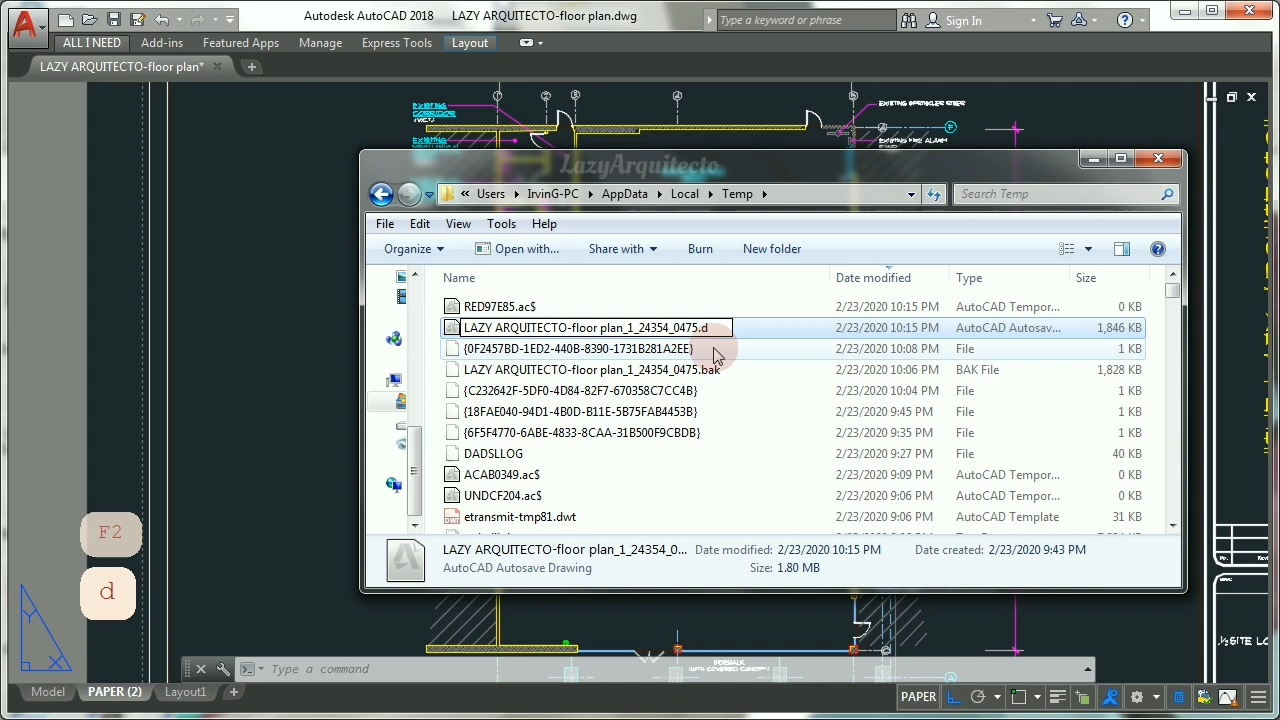 Autodesk AutoCAD 2018 LAZY ARQUITECTO-floor plan.dwg
Type a keyword or phrase
Sign In
ALL I NEED Add-ins Featured Apps Manage Express Tools Layout
LAZY ARQUITECTO-floor plan*
EXISTING
CORRIDOR
EXISTING
LazyArquitecto
« Users IrvinG-PC AppData Local Temp
Search Temp
File Edit View Tools Help
Organize Open with... Share with Burn New folder
Name Date modified Type Size
RED97E85.ac$ 2/23/2020 10:15 PM AutoCAD Tempor... 0 KB
LAZY ARQUITECTO-floor plan_1_24354_0475.d 2/23/2020 10:15 PM AutoCAD Autosav... 1,846 KB
{0F2457BD-1ED2-440B-8390-1731B281A2EE} 2/23/2020 10:08 PM File 1 KB
LAZY ARQUITECTO-floor plan_1_24354_0475.bak 2/23/2020 10:06 PM BAK File 1,828 KB
{C232642F-5DF0-4D84-82F7-670358C7CC4B} 2/23/2020 10:04 PM File 1 KB
{18FAE040-94D1-4B0D-B11E-5B75FAB4453B} 2/23/2020 9:45 PM File 1 KB
{6F5F4770-6ABE-4833-8CAA-31B500F9CBDB} 2/23/2020 9:35 PM File 1 KB
DADSLLOG 2/23/2020 9:27 PM File 40 KB
ACAB0349.ac$ 2/23/2020 9:09 PM AutoCAD Tempor... 0 KB
UNDCF204.ac$ 2/23/2020 9:06 PM AutoCAD Tempor... 0 KB
etransmit-tmp81.dwt 2/23/2020 9:06 PM AutoCAD Template 31 KB
LAZY ARQUITECTO-floor plan_1_24354_0... Date modified: 2/23/2020 10:15 PM Date created: 2/23/2020 9:43 PM
AutoCAD Autosave Drawing Size: 1.80 MB
F2
d
Y
X
Type a command
Model PAPER (2) Layout1 +
PAPER